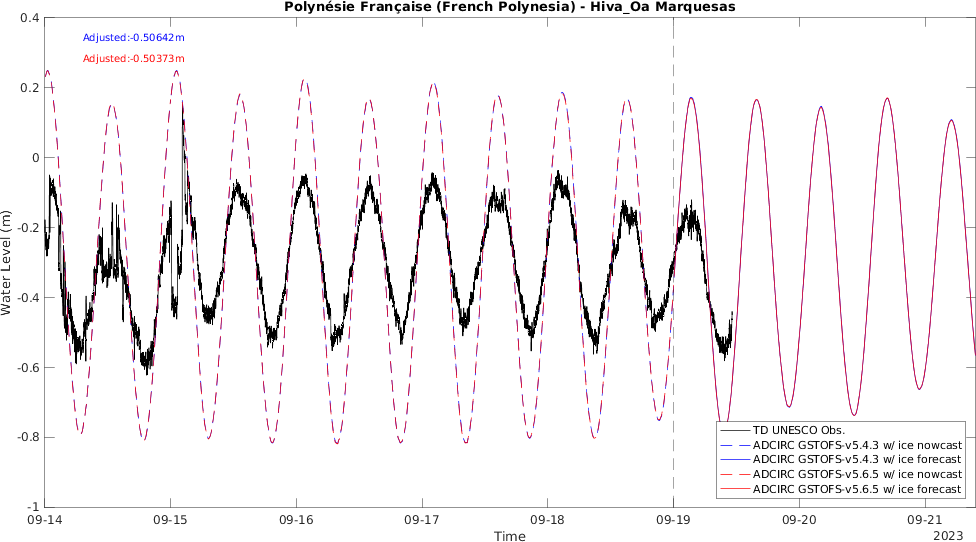 Polynésie Française (French Polynesia) - Hiva_Oa Marquesas
Adjusted:-0.50642m
Adjusted:-0.50373m
0.4
0.2
0
-0.2
-0.4
-0.6
-0.8
-1
Water Level (m)
TD UNESCO Obs.
ADCIRC GSTOFS-v5.4.3 w/ ice nowcast
ADCIRC GSTOFS-v5.4.3 w/ ice forecast
ADCIRC GSTOFS-v5.6.5 w/ ice nowcast
ADCIRC GSTOFS-v5.6.5 w/ ice forecast
09-14 09-15 09-16 09-17 09-18 09-19 09-20 09-21
Time
2023